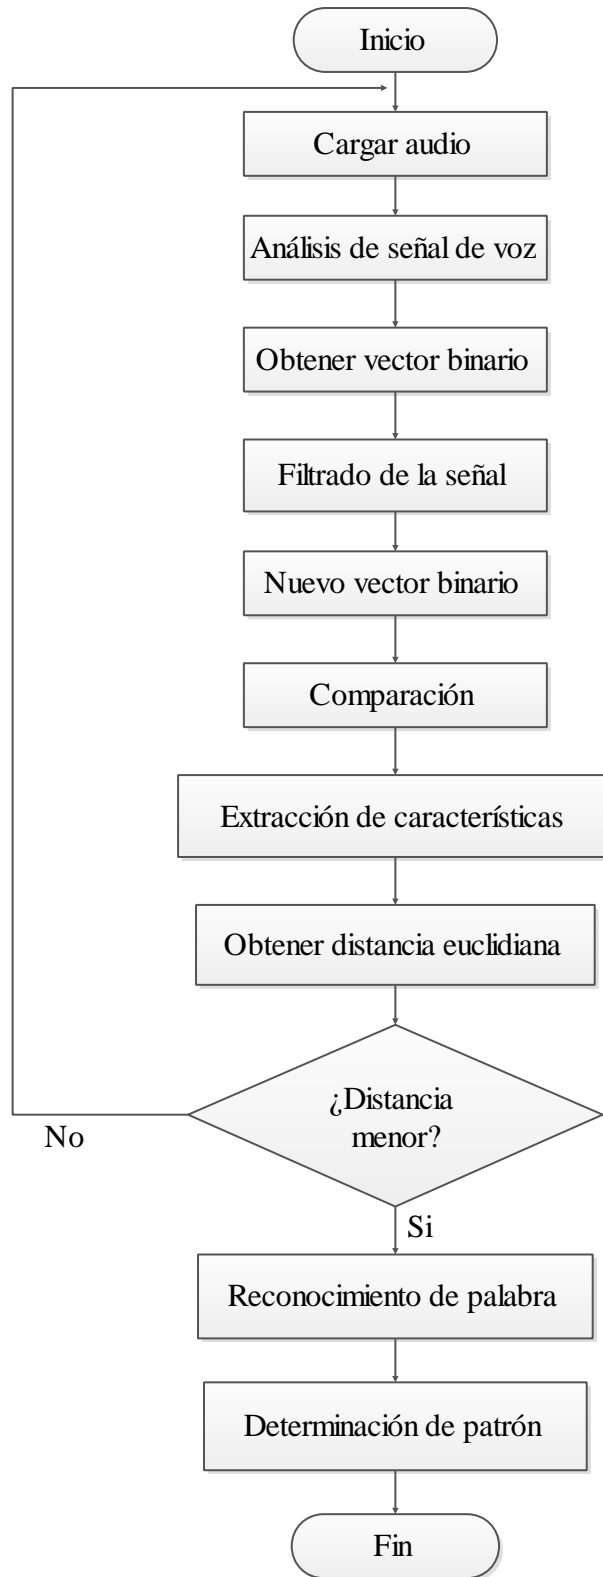 Inicio
Cargar audio
Análisis de señal de voz
Obtener vector binario
Filtrado de la señal
Nuevo vector binario
Comparación
Extracción de características
Obtener distancia euclidiana
¿Distancia
menor?
No
Si
Reconocimiento de palabra
Determinación de patrón
Fin